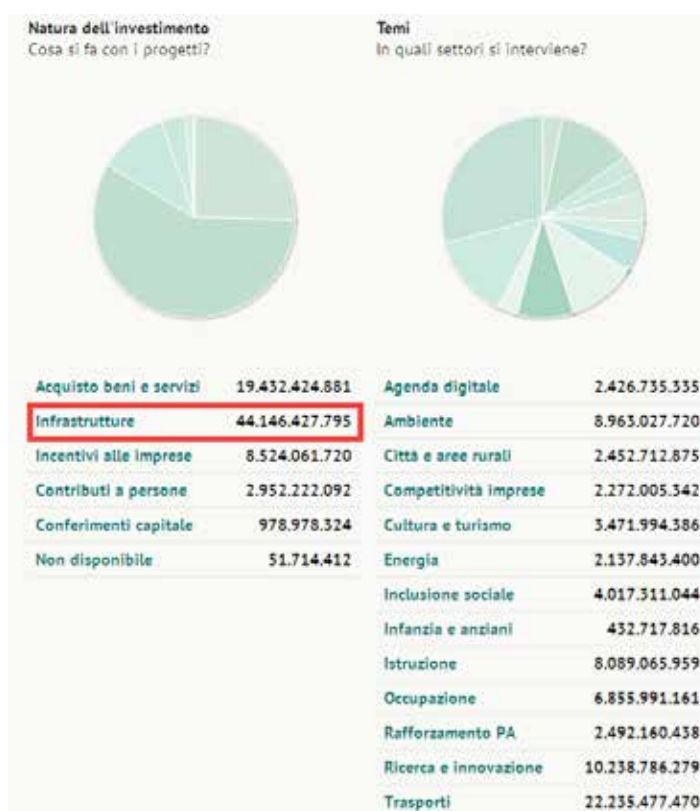 Natura dell'investimento
Cosa si fa con i progetti?
Temi
In quali settori si interviene?
Acquisto beni e servizi 19.432.424.881
Infrastrutture 44.146.427.795
Incentivi alle imprese 8.524.061.720
Contributi a persone 2.952.222.092
Conferimenti capitale 978.978.324
Non disponibile 51.714.412
Agenda digitale 2.426.735.335
Ambiente 8.963.027.720
Città e aree rurali 2.452.712.875
Competitività imprese 2.272.005.342
Cultura e turismo 3.471.994.386
Energia 2.137.843.400
Inclusione sociale 4.017.311.044
Infanzia e anziani 432.717.816
Istruzione 8.089.065.959
Occupazione 6.855.991.161
Rafforzamento PA 2.492.160.438
Ricerca e innovazione 10.238.786.279
Trasporti 22.235.477.470